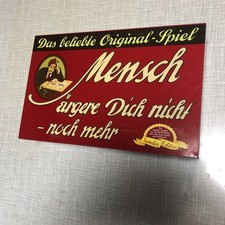 Das beliebte Original-Spiel
Mensch
ärgere Dich nicht
– noch mehr